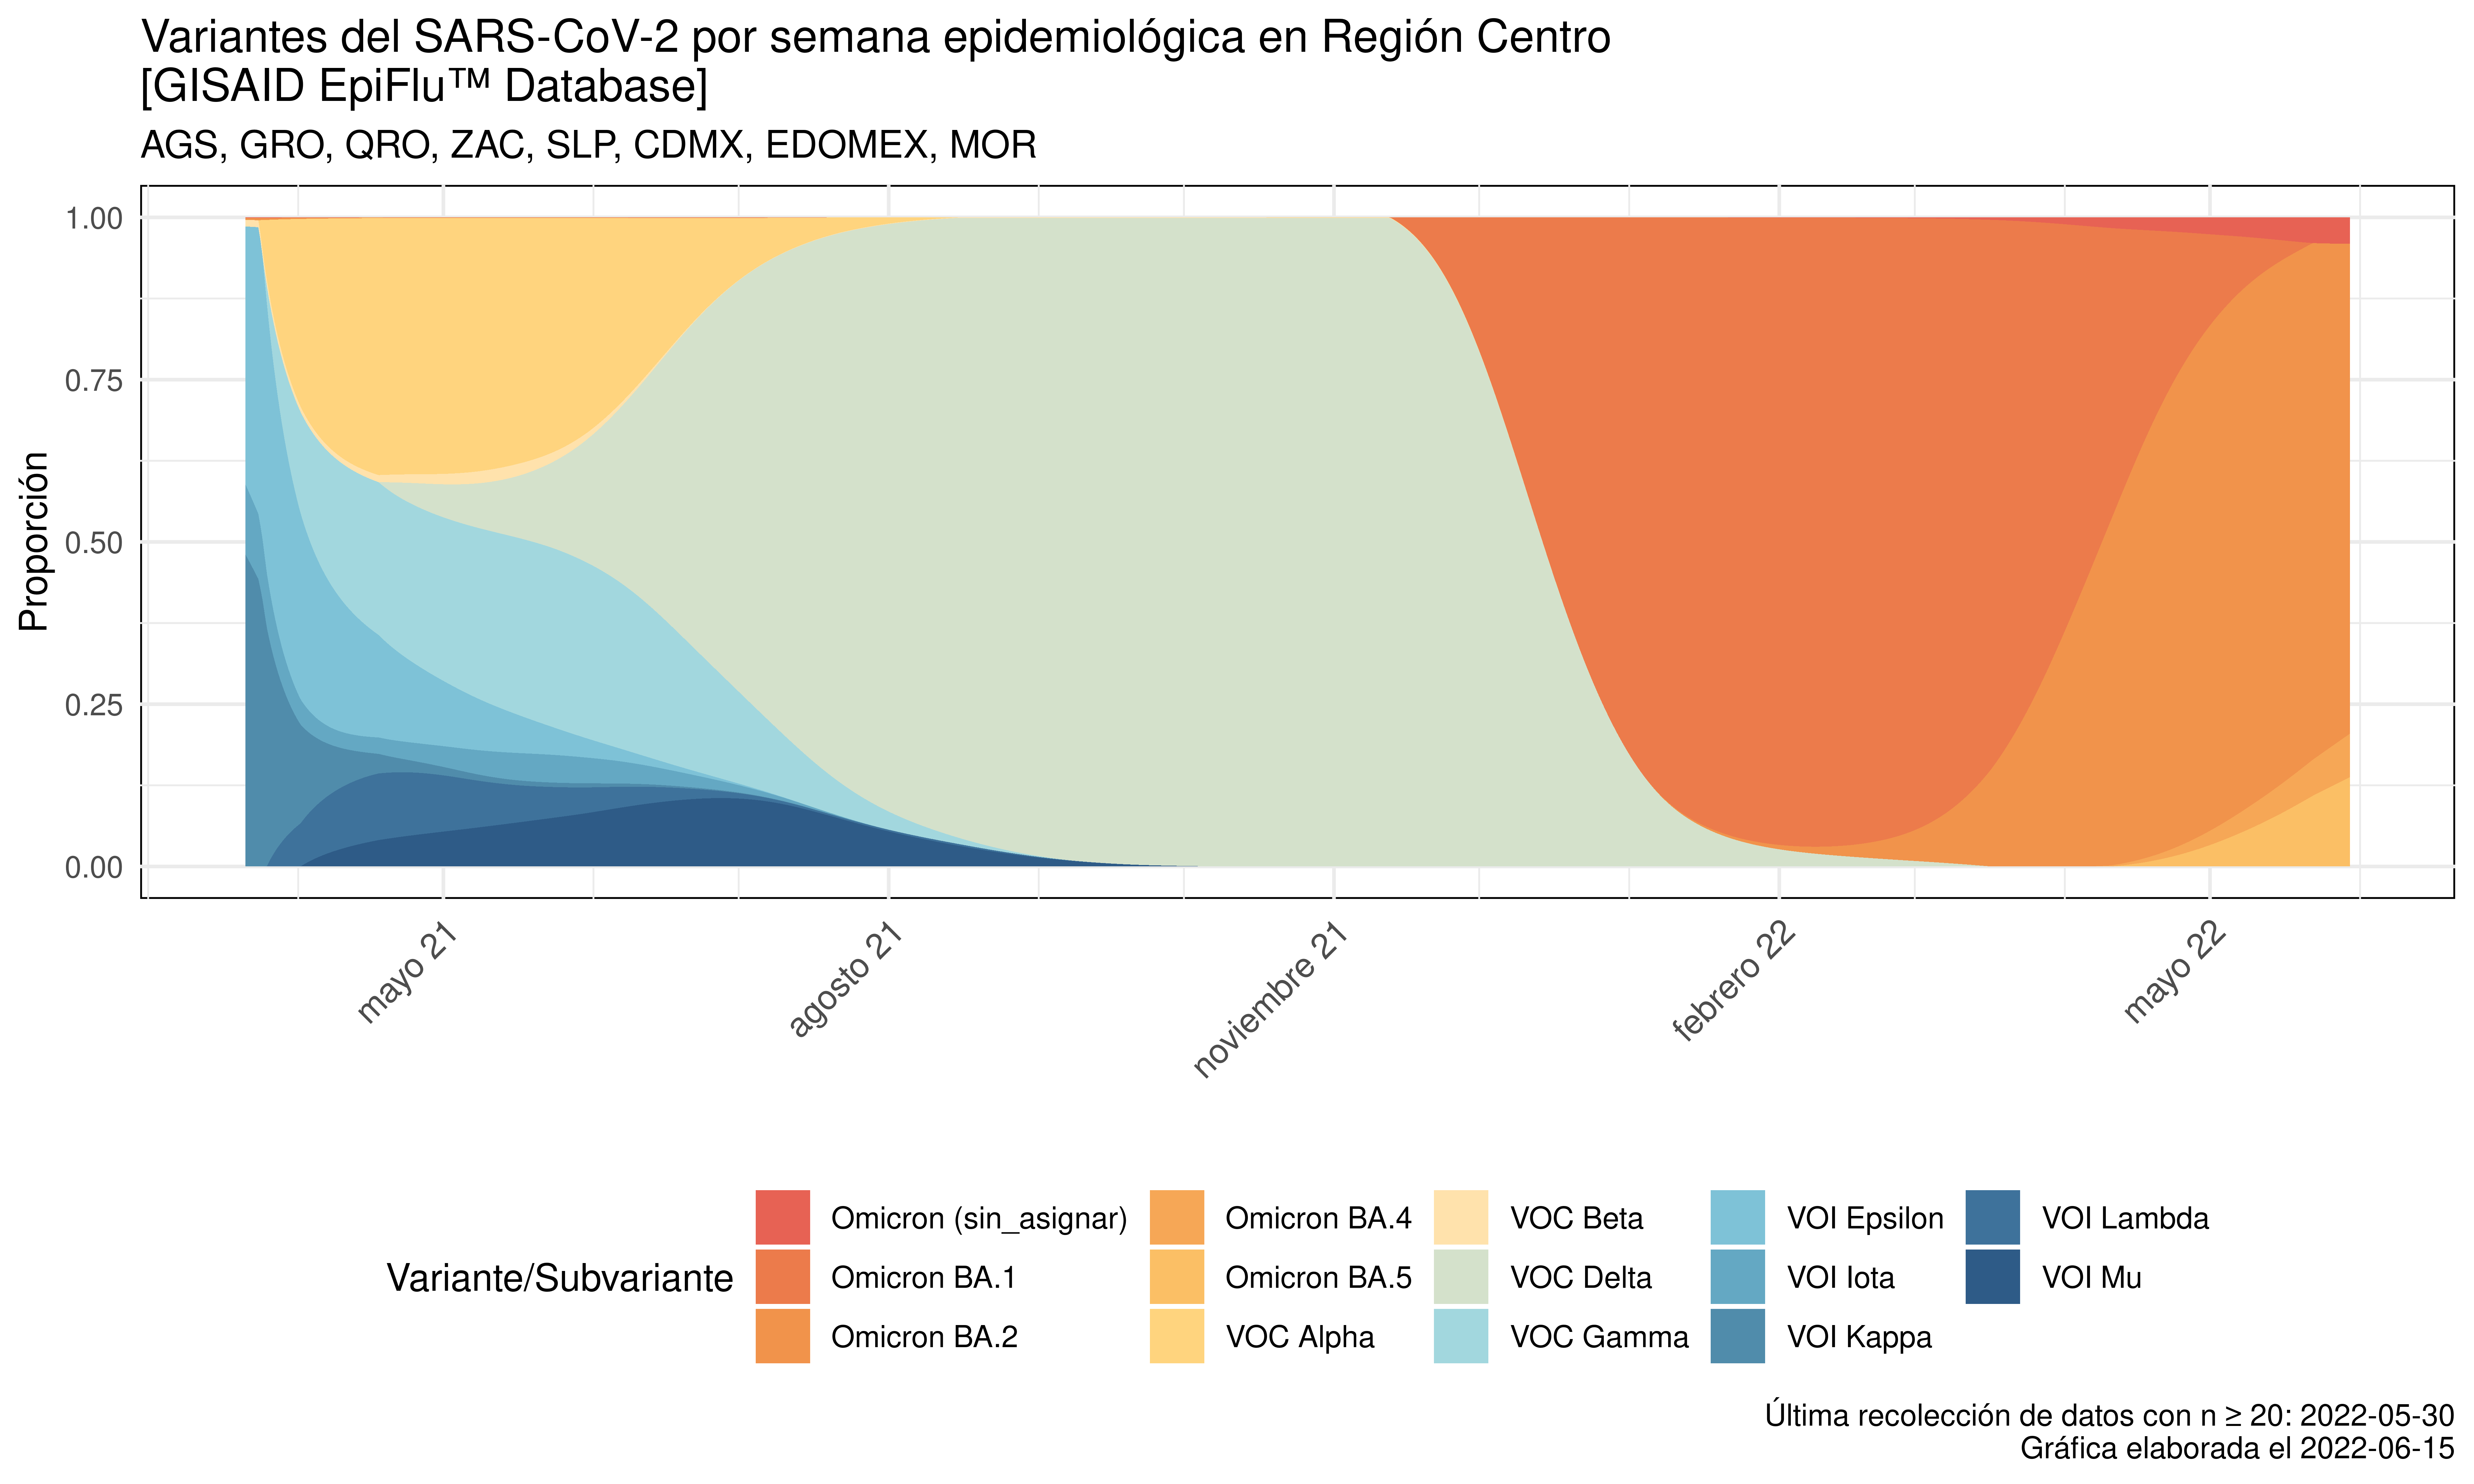 Variantes del SARS-CoV-2 por semana epidemiológica en Región Centro
[GISAID EpiFlu™ Database]
AGS, GRO, QRO, ZAC, SLP, CDMX, EDOMEX, MOR
Proporción
1.00
0.75
0.50
0.25
0.00
mayo 21
agosto 21
noviembre 21
febrero 22
mayo 22
Variante/Subvariante
Omicron (sin_asignar)
Omicron BA.1
Omicron BA.2
Omicron BA.4
Omicron BA.5
VOC Alpha
VOC Beta
VOC Delta
VOC Gamma
VOI Epsilon
VOI Iota
VOI Kappa
VOI Lambda
VOI Mu
Última recolección de datos con n ≥ 20: 2022-05-30
Gráfica elaborada el 2022-06-15